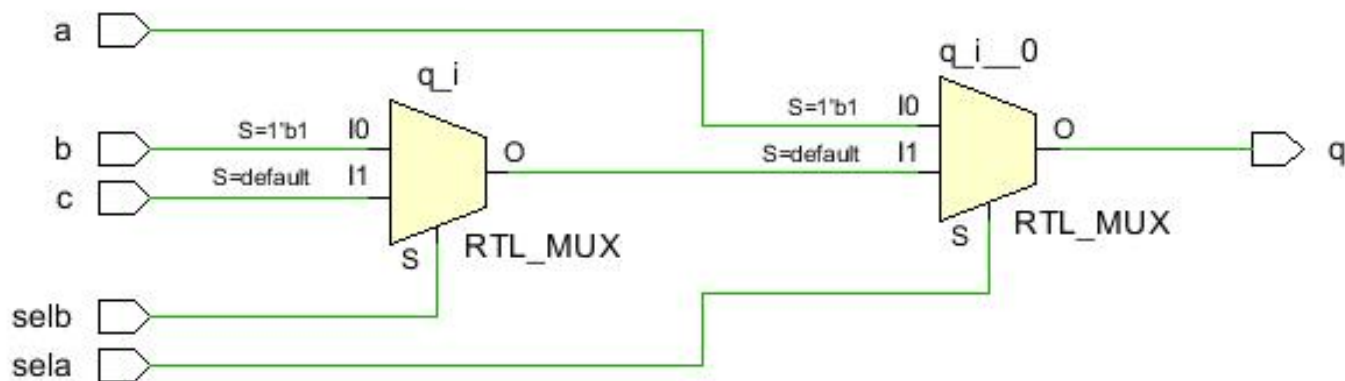 a
q_i
q_i__0
S=1'b1 I0
S=1'b1 I0
b
O
O
q
S=default I1
S=default I1
c
S
RTL_MUX
S
RTL_MUX
selb
sela